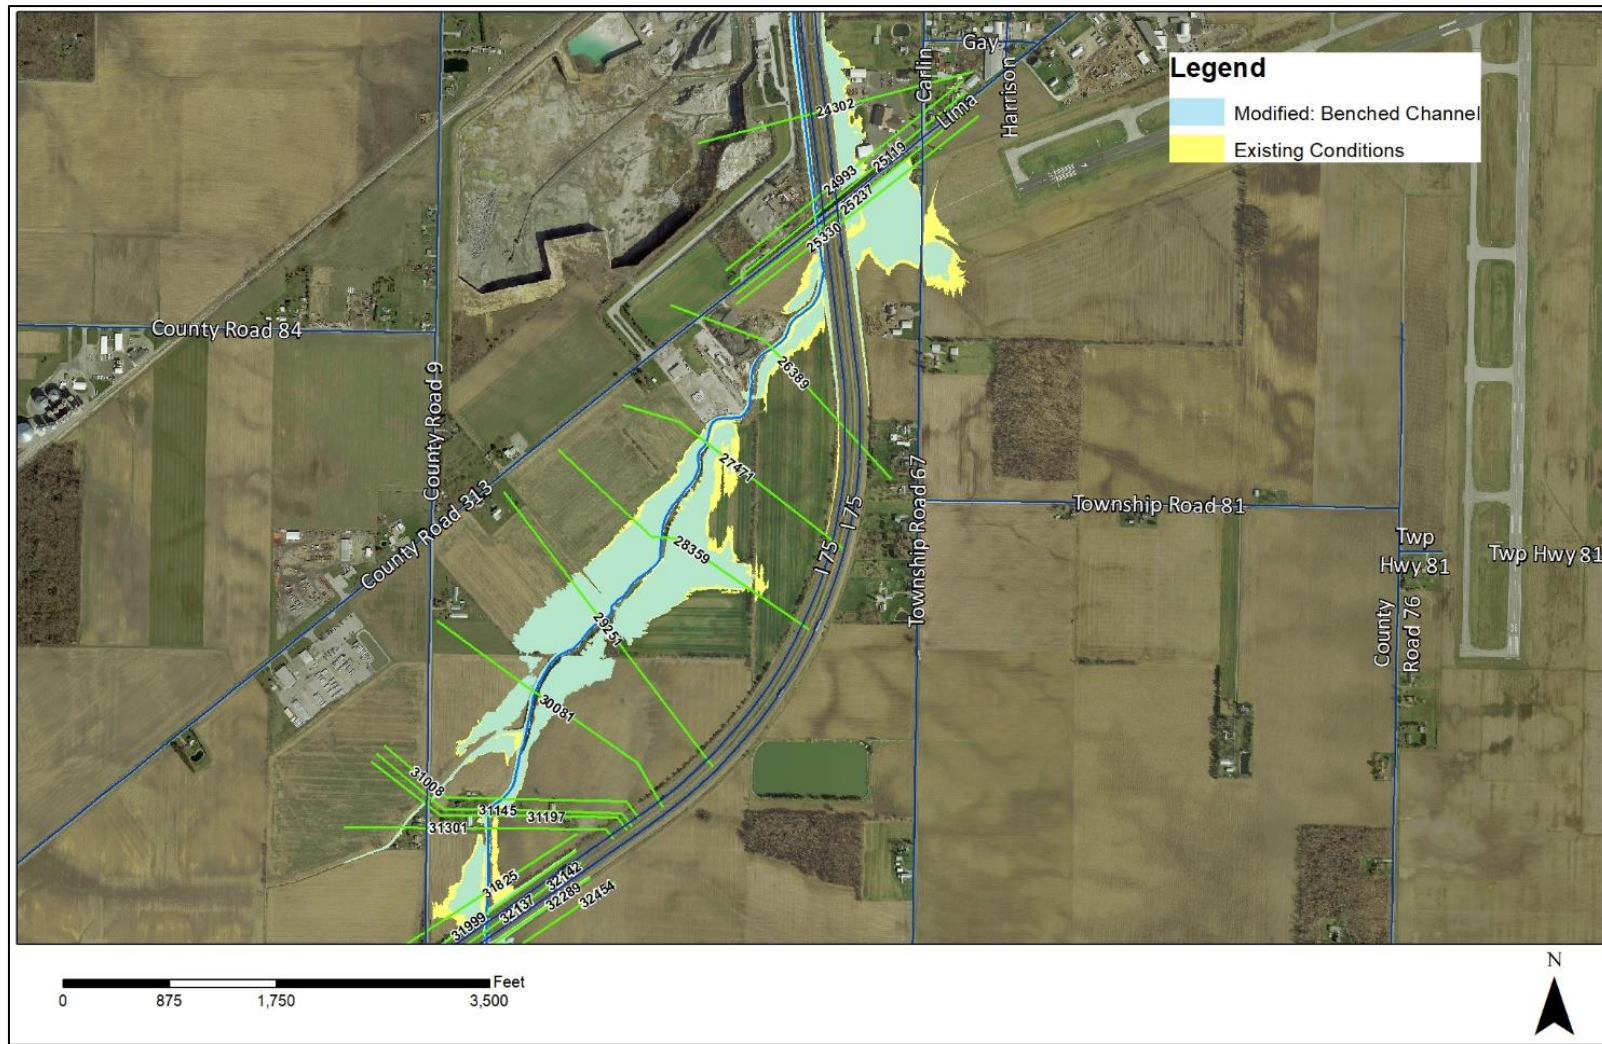 Gay
Carlin
Harrison
Lima
Legend
Modified: Benched Channel
Existing Conditions
24302
24993
25119
25237
25330
County Road 84
County Road 9
26389
27471
Township Road 67
Township Road 81
County Road 313
I 75
I 75
28359
Twp
Hwy 81
Twp Hwy 81
29251
County
Road 76
30081
31008
31145
31197
31301
31825
32142
31999
32137
32289
32454
Feet
0 875 1,750 3,500
N